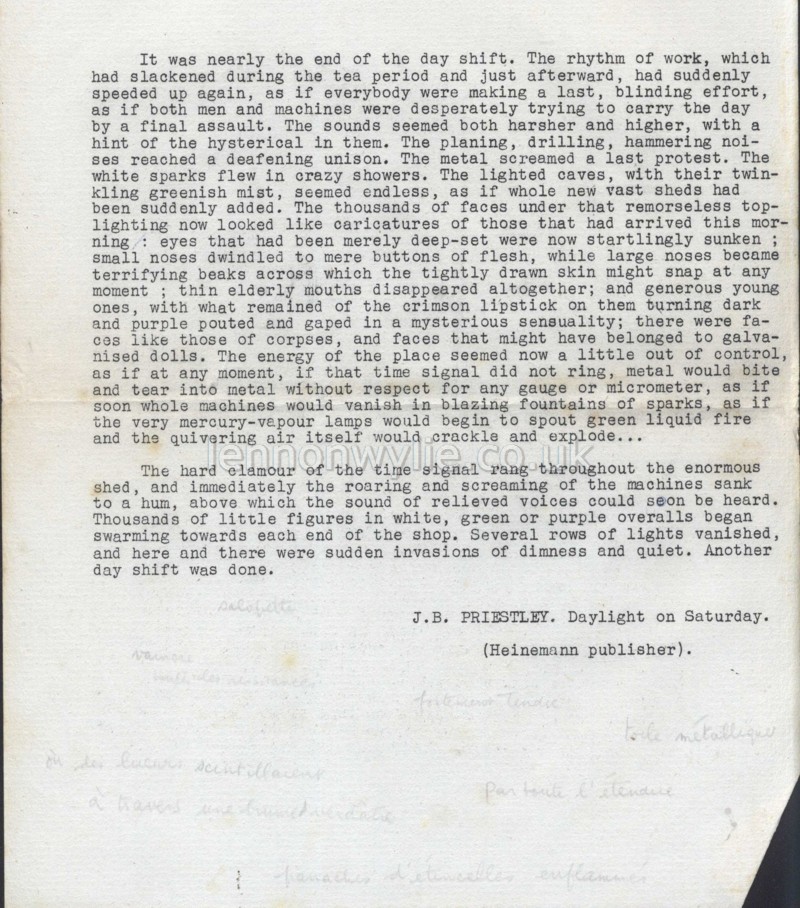 It was nearly the end of the day shift. The rhythm of work, which
had slackened during the tea period and just afterward, had suddenly
speeded up again, as if everybody were making a last, blinding effort,
as if both men and machines were desperately trying to carry the day
by a final assault. The sounds seemed both harsher and higher, with a
hint of the hysterical in them. The planing, drilling, hammering noi-
ses reached a deafening unison. The metal screamed a last protest. The
white sparks flew in crazy showers. The lighted caves, with their twin-
kling greenish mist, seemed endless, as if whole new vast sheds had
been suddenly added. The thousands of faces under that remorseless top-
lighting now looked like caricatures of those that had arrived this mor-
ning : eyes that had been merely deep-set were now startlingly sunken ;
small noses dwindled to mere buttons of flesh, while large noses became
terrifying beaks across which the tightly drawn skin might snap at any
moment ; thin elderly mouths disappeared altogether; and generous young
ones, with what remained of the crimson lipstick on them turning dark
and purple pouted and gaped in a mysterious sensuality; there were fa-
ces like those of corpses, and faces that might have belonged to galva-
nised dolls. The energy of the place seemed now a little out of control,
as if at any moment, if that time signal did not ring, metal would bite
and tear into metal without respect for any gauge or micrometer, as if
soon whole machines would vanish in blazing fountains of sparks, as if
the very mercury-vapour lamps would begin to spout green liquid fire
and the quivering air itself would crackle and explode...
lennonwylie.co.uk
The hard clamour of the time signal rang throughout the enormous
shed, and immediately the roaring and screaming of the machines sank
to a hum, above which the sound of relieved voices could soon be heard.
Thousands of little figures in white, green or purple overalls began
swarming towards each end of the shop. Several rows of lights vanished,
and here and there were sudden invasions of dimness and quiet. Another
day shift was done.
salopette
J.B. PRIESTLEY. Daylight on Saturday.
(Heinemann publisher).
vaincre
fortement tendue
toile métallique
où des lueurs scintillaient
par toute l'étendue
à travers une brume verdâtre
panaches d'étincelles enflammés